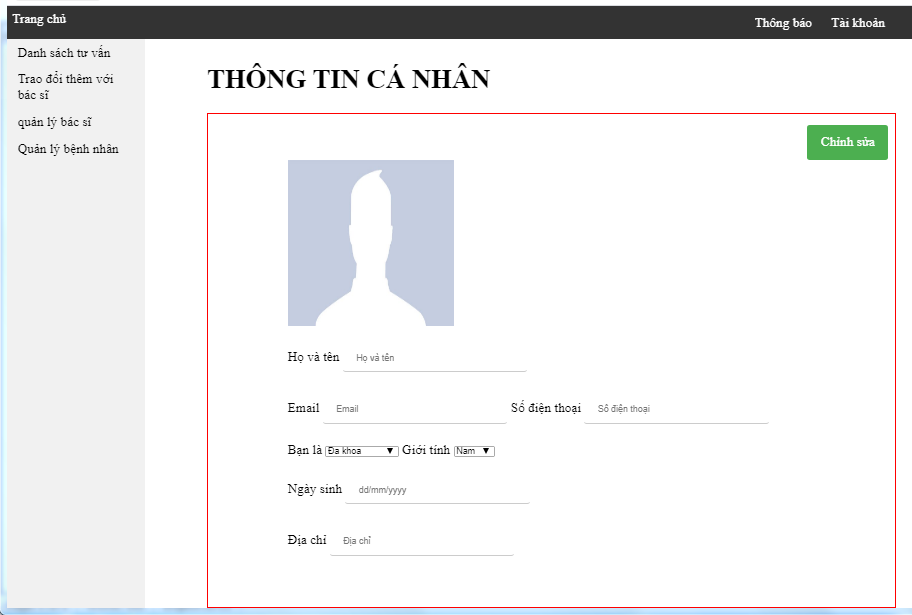 Trang chủ
Thông báo Tài khoản
Danh sách tư vấn
Trao đổi thêm với
bác sĩ
quản lý bác sĩ
Quản lý bệnh nhân
THÔNG TIN CÁ NHÂN
Chỉnh sửa
Họ và tên Họ và tên
Email Email Số điện thoại Số điện thoại
Bạn là Đa khoa Giới tính Nam
Ngày sinh dd/mm/yyyy
Địa chỉ Địa chỉ